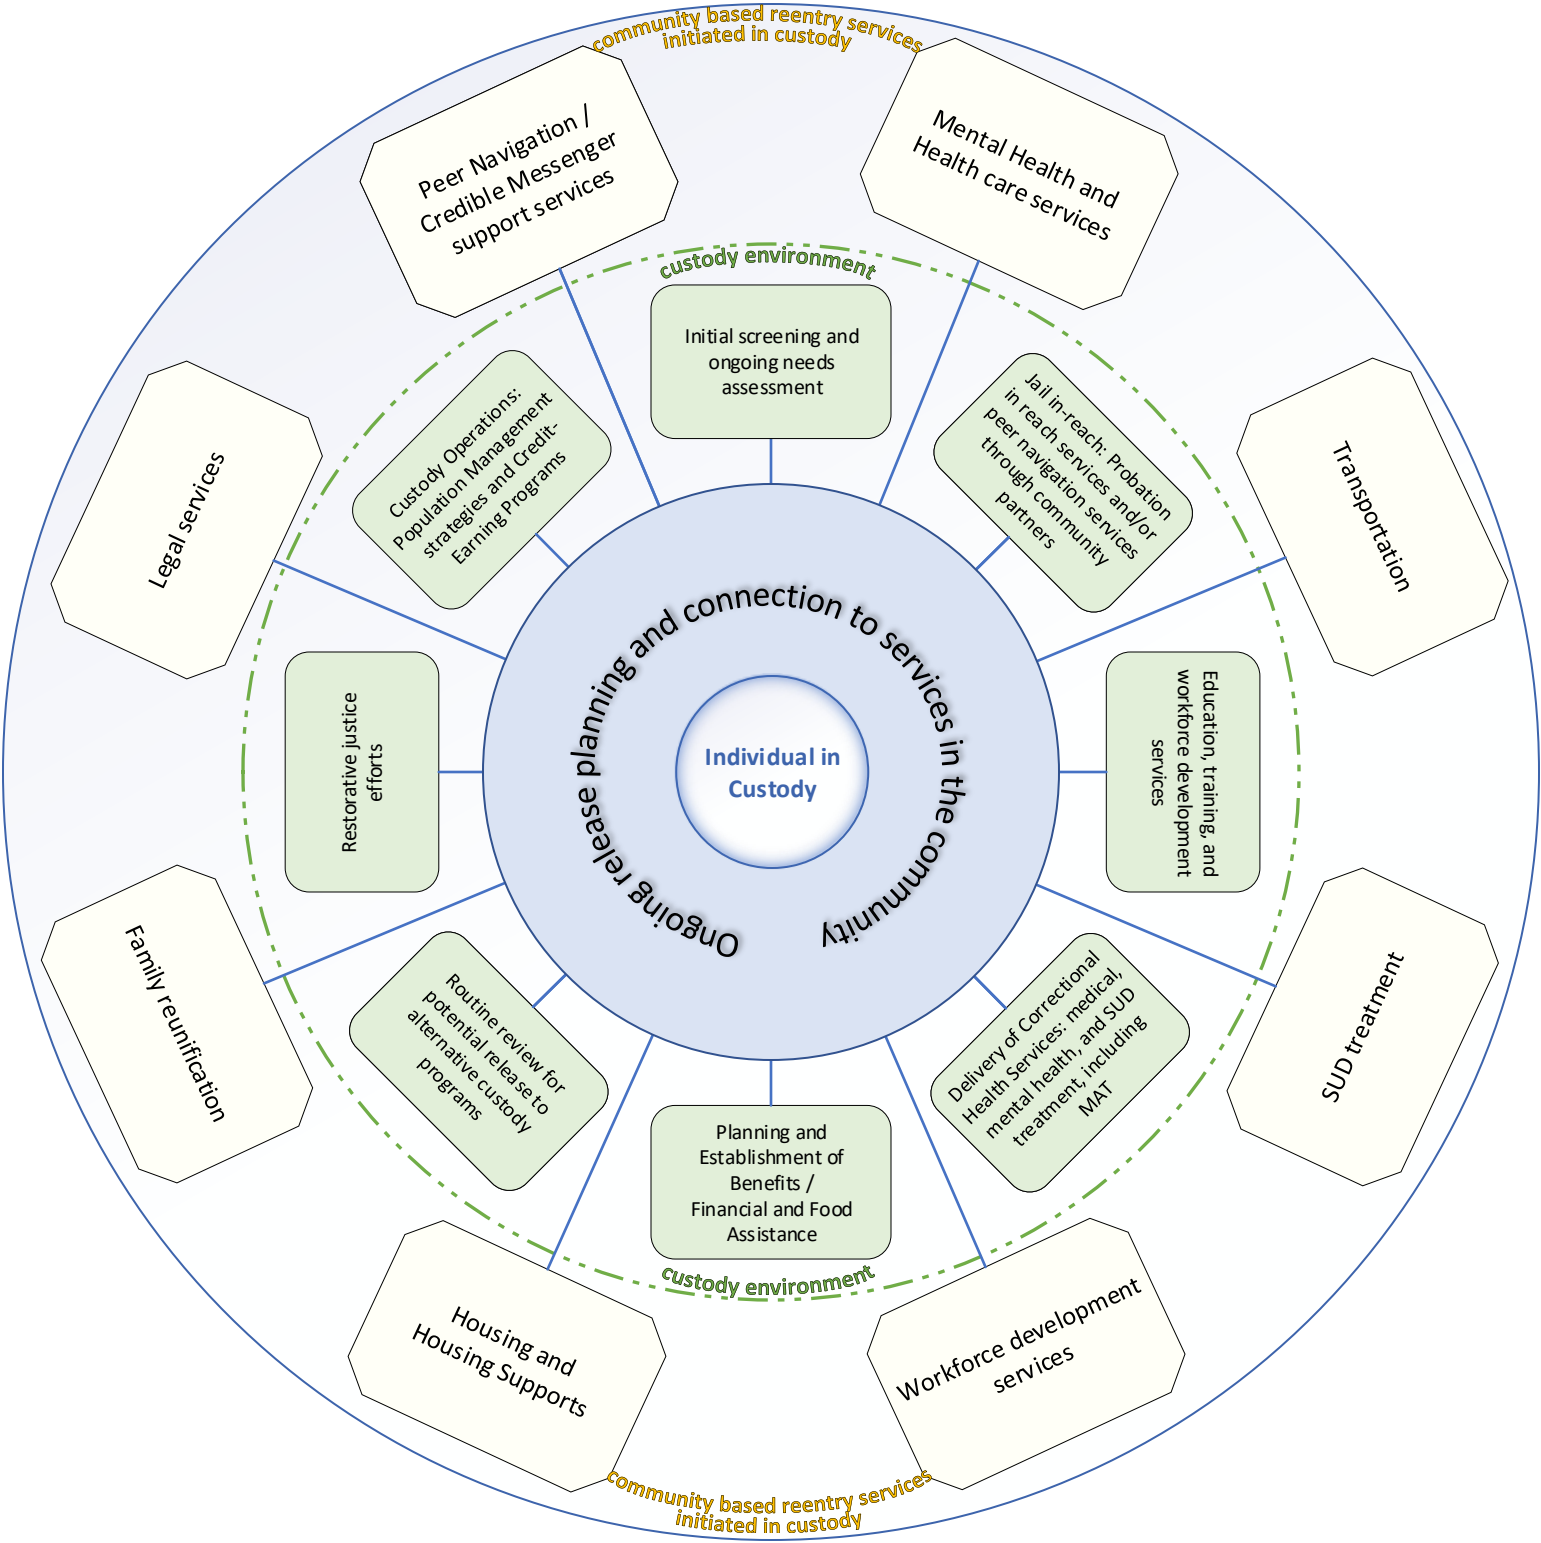 community based reentry services
initiated in custody
Peer Navigation /
Credible Messenger
support services
Mental Health and
Health care services
Transportation
SUD treatment
Workforce development
services
Housing and
Housing Supports
Family reunification
Legal services
custody environment
Initial screening and
ongoing needs
assessment
Jail in-reach: Probation
in reach services and/or
peer navigation services
through community
partners
Education, training, and
workforce development
services
Delivery of Correctional
Health Services: medical,
mental health, and SUD
treatment, including
MAT
Planning and
Establishment of
Benefits /
Financial and Food
Assistance
Routine review for
potential release to
alternative custody
programs
Restorative justice
efforts
Custody Operations:
Population Management
strategies and Credit-
Earning Programs
Ongoing release planning and connection to services in the community
Individual in
Custody
custody environment
community based reentry services
initiated in custody